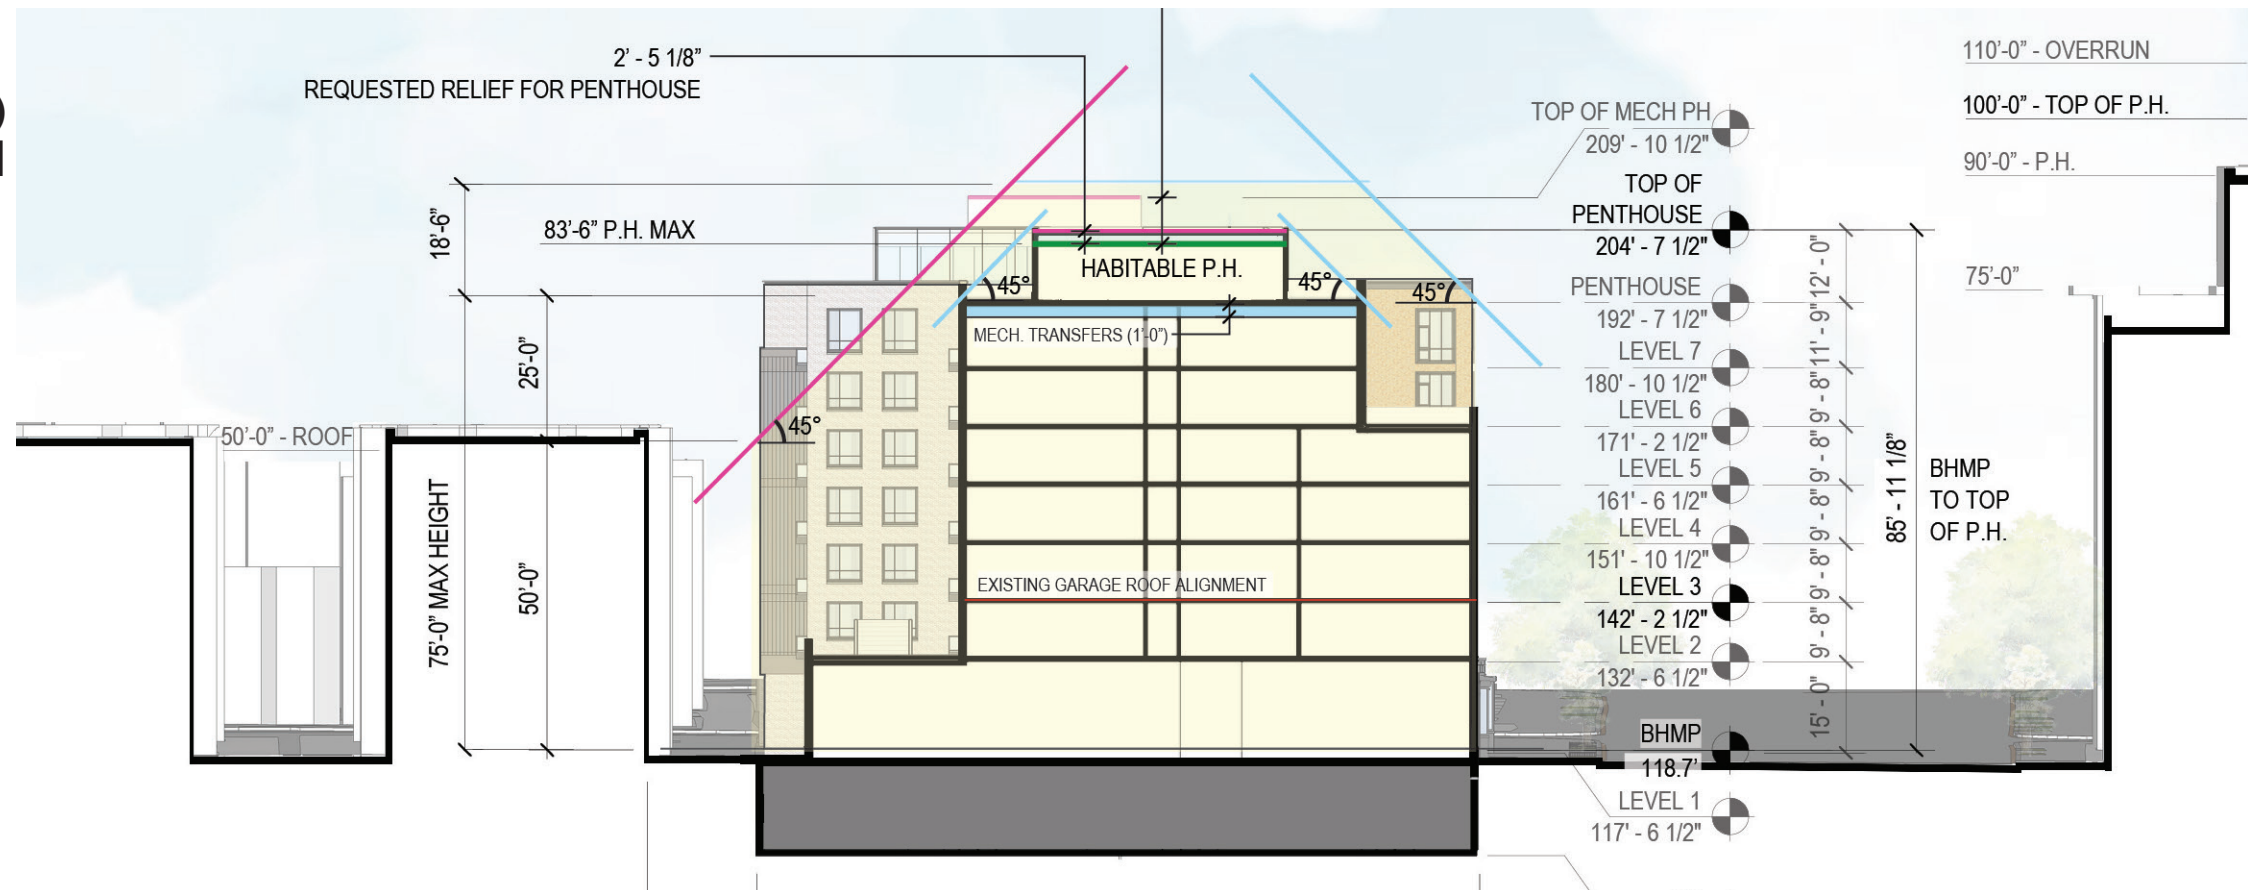 2’ - 5 1/8”
REQUESTED RELIEF FOR PENTHOUSE
83’-6” P.H. MAX
18’-6”
25’-0”
50’-0”
75’-0” MAX HEIGHT
50’-0” - ROOF
45°
45°
45°
45°
HABITABLE P.H.
MECH. TRANSFERS (1’-0”)
EXISTING GARAGE ROOF ALIGNMENT
TOP OF MECH PH
209' - 10 1/2"
TOP OF
PENTHOUSE
204' - 7 1/2"
PENTHOUSE
192' - 7 1/2"
LEVEL 7
180' - 10 1/2"
LEVEL 6
171' - 2 1/2"
LEVEL 5
161' - 6 1/2"
LEVEL 4
151' - 10 1/2"
LEVEL 3
142' - 2 1/2"
LEVEL 2
132' - 6 1/2"
BHMP
118.7'
LEVEL 1
117' - 6 1/2"
12' - 0"
11' - 9"
9' - 8"
9' - 8"
9' - 8"
9' - 8"
9' - 8"
15' - 0"
85’ - 11 1/8”
BHMP
TO TOP
OF P.H.
110’-0” - OVERRUN
100’-0” - TOP OF P.H.
90’-0” - P.H.
75’-0”